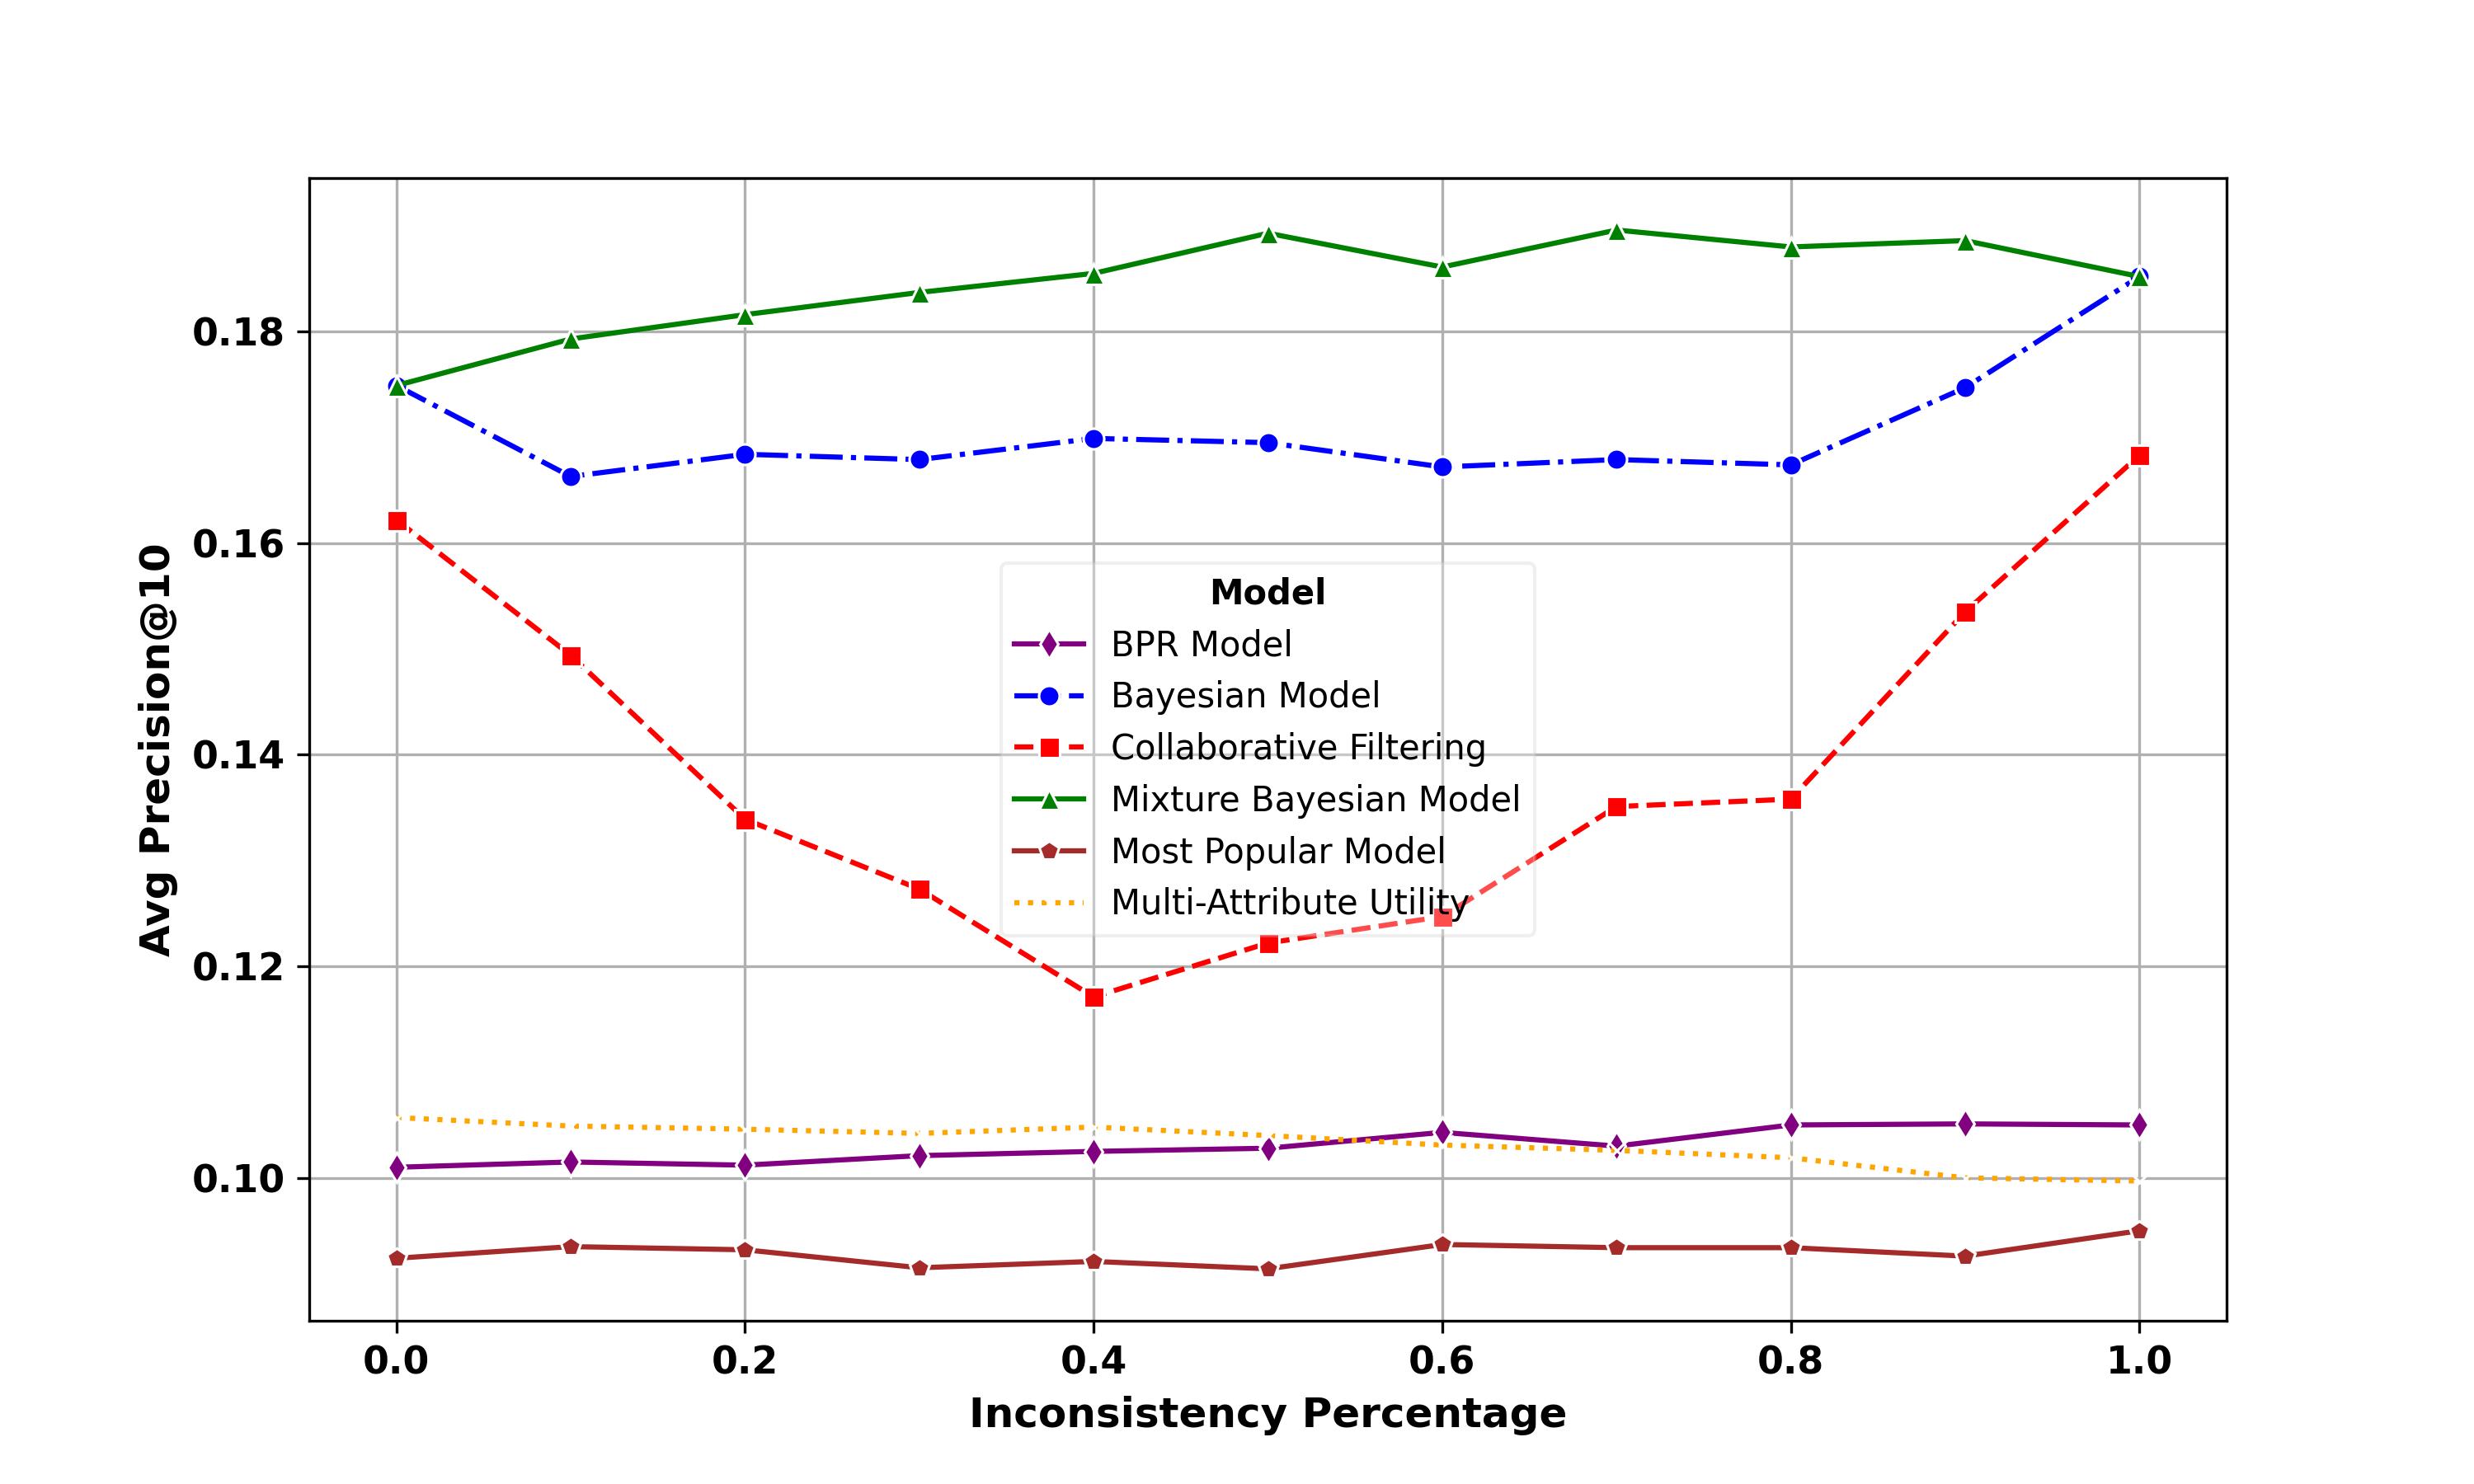 0.18
0.16
0.14
0.12
0.10
Avg Precision@10
Model
BPR Model
Bayesian Model
Collaborative Filtering
Mixture Bayesian Model
Most Popular Model
Multi-Attribute Utility
0.0 0.2 0.4 0.6 0.8 1.0
Inconsistency Percentage